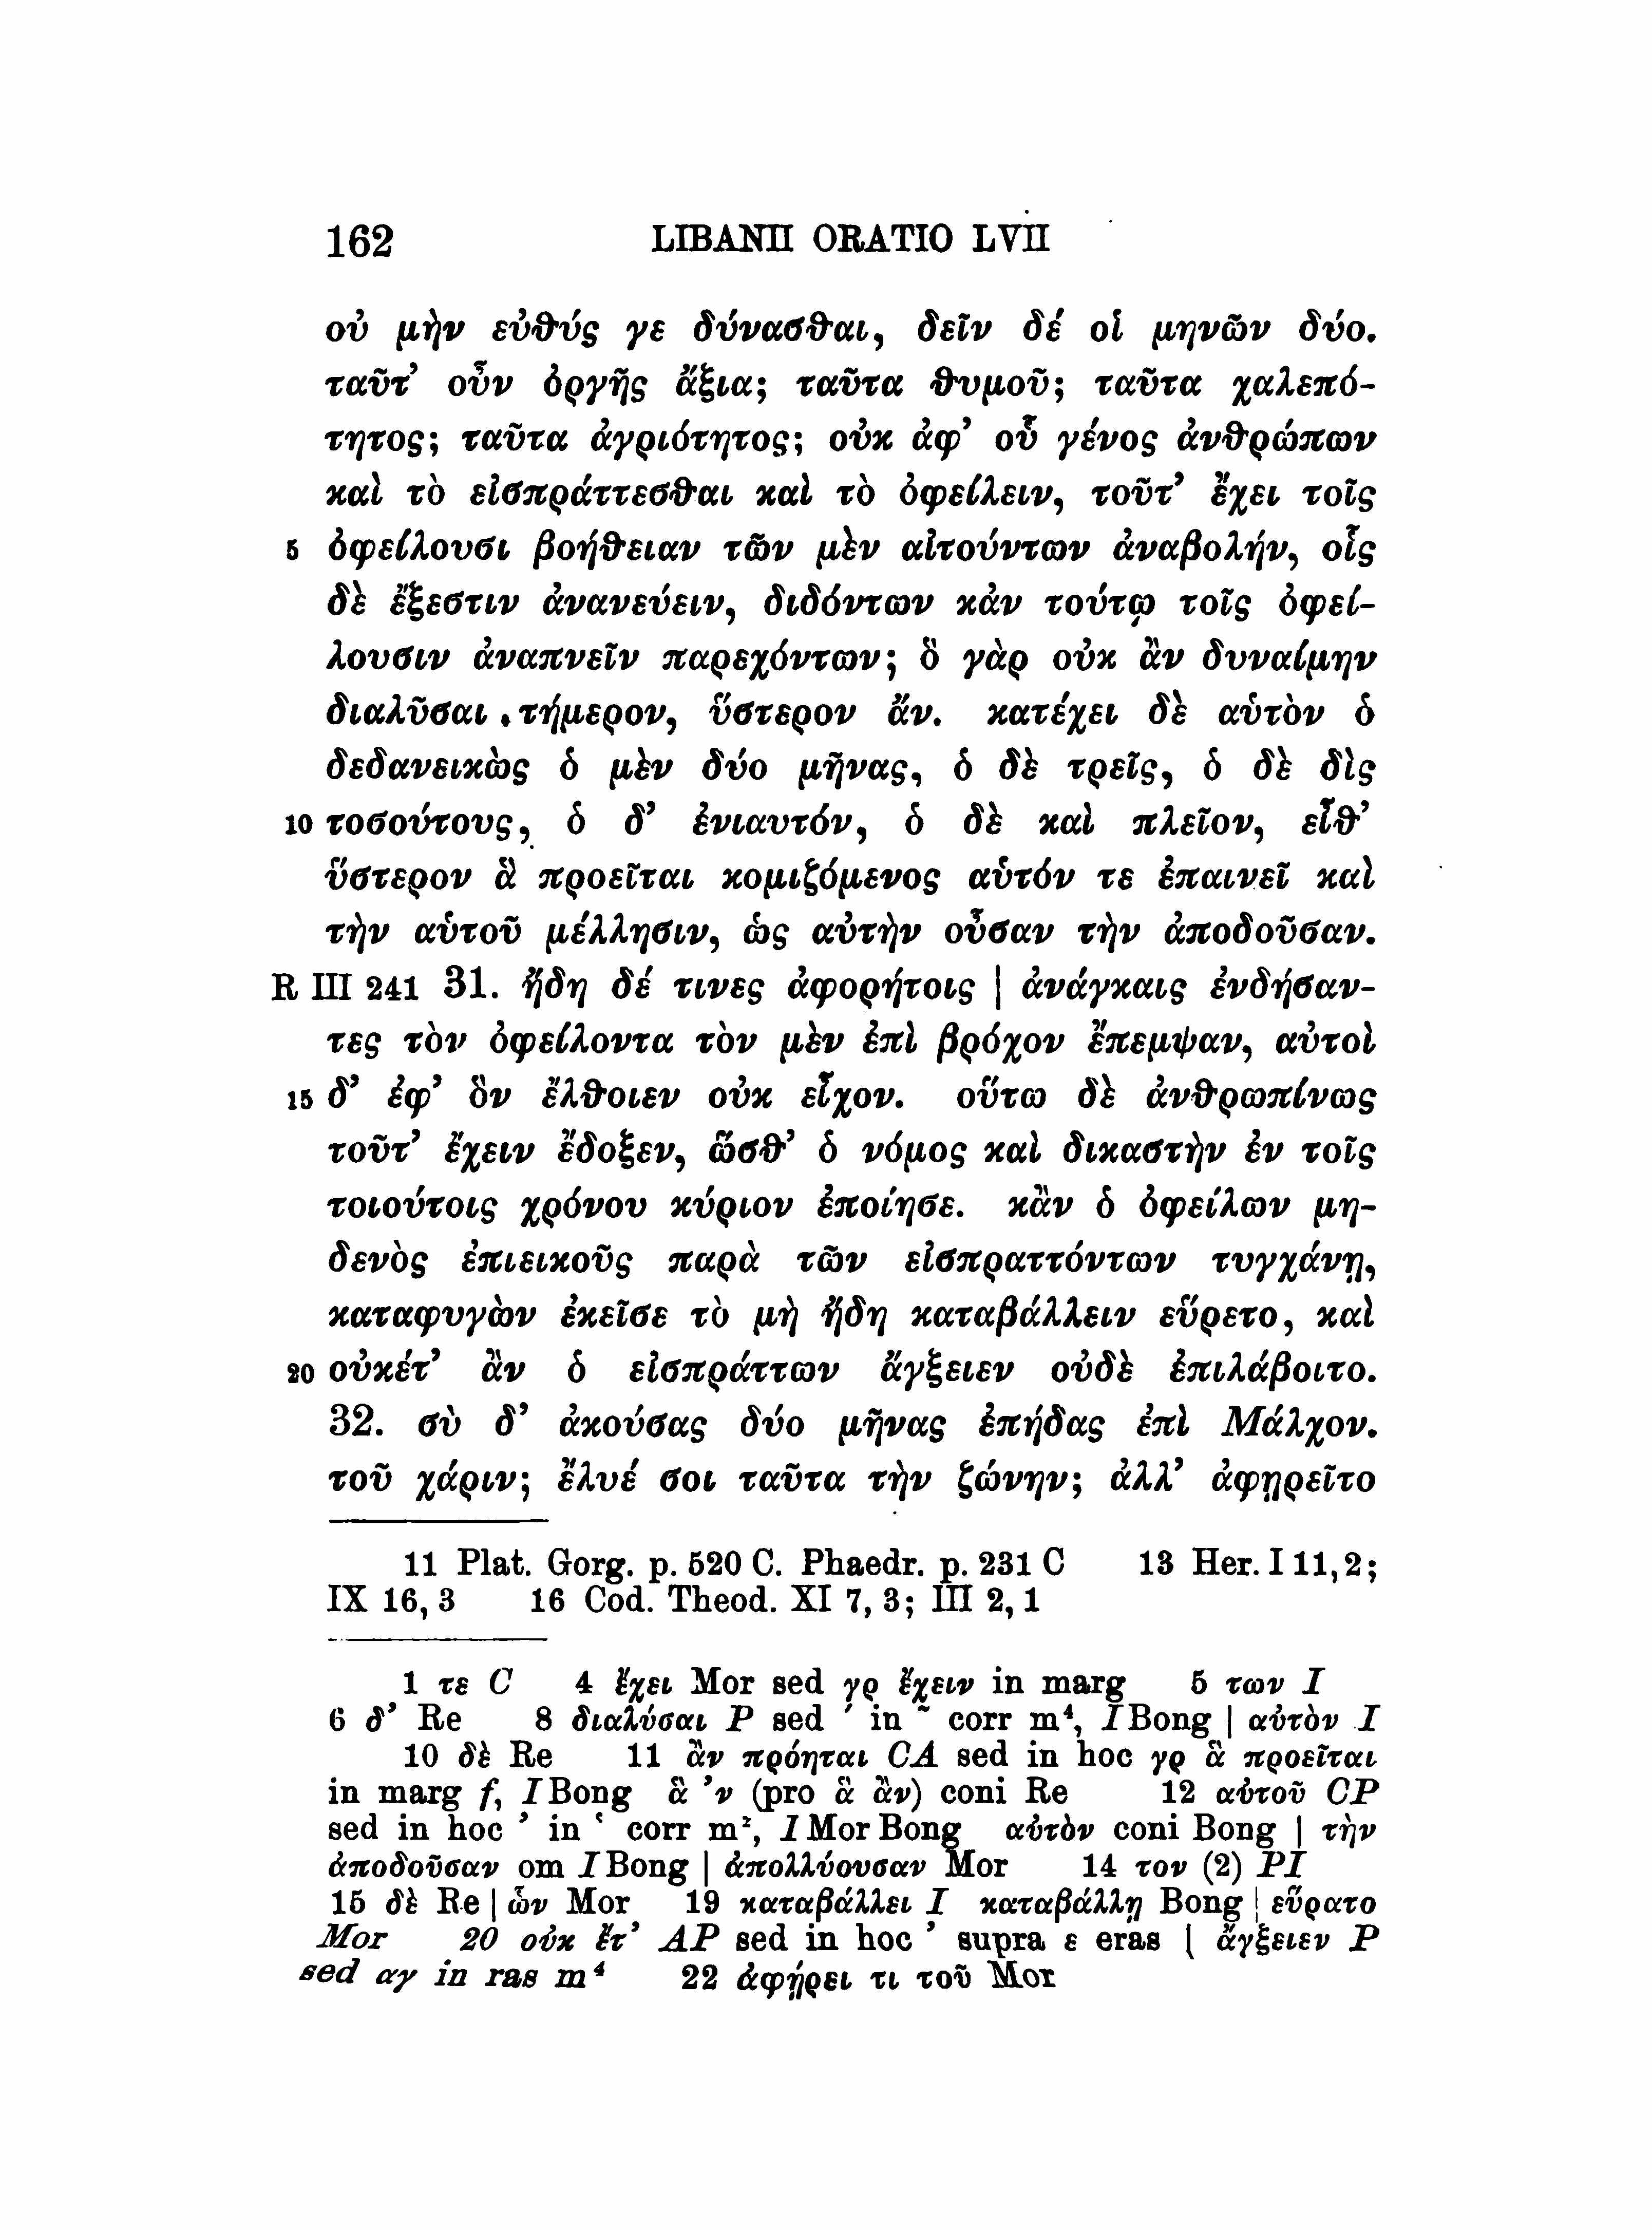 162 LIBANII ORATIO LVII
οὐ μὴν εὐθύς γε δύνασθαι, δεῖν δέ οἱ μηνῶν δύο.
ταῦτ’ οὖν ὀργῆς ἄξια; ταῦτα θυμοῦ; ταῦτα χαλεπό-
τητος; ταῦτα ἀγριότητος; οὐκ ἀφ’ οὗ γένος ἀνθρώπων
καὶ τὸ εἰσπράττεσθαι καὶ τὸ ὀφείλειν, τοῦτ’ ἔχει τοῖς
5 ὀφείλουσι βοήθειαν τῶν μὲν αἰτούντων ἀναβολήν, οἷς
δὲ ἔξεστιν ἀνανεύειν, διδόντων κἀν τούτῳ τοῖς ὀφεί-
λουσιν ἀναπνεῖν παρεχόντων; ὃ γὰρ οὐκ ἂν δυναίμην
διαλῦσαι τήμερον, ὕστερον ἄν. κατέχει δὲ αὑτὸν ὁ
δεδανεικὼς ὁ μὲν δύο μῆνας, ὁ δὲ τρεῖς, ὁ δὲ δὶς
10 τοσούτους, ὁ δ’ ἐνιαυτόν, ὁ δὲ καὶ πλεῖον, εἶθ’
ὕστερον ἃ προεῖται κομιζόμενος αὑτόν τε ἐπαινεῖ καὶ
τὴν αὑτοῦ μέλλησιν, ὡς αὐτὴν οὖσαν τὴν ἀποδοῦσαν.
R III 241 31. ἤδη δέ τινες ἀφορήτοις | ἀνάγκαις ἐνδήσαν-
τες τὸν ὀφείλοντα τὸν μὲν ἐπὶ βρόχον ἔπεμψαν, αὐτοὶ
15 δ’ ἐφ’ ὃν ἔλθοιεν οὐκ εἶχον. οὕτω δὲ ἀνθρωπίνως
τοῦτ’ ἔχειν ἔδοξεν, ὥσθ’ ὁ νόμος καὶ δικαστὴν ἐν τοῖς
τοιούτοις χρόνου κύριον ἐποίησε. κἂν ὁ ὀφείλων μη-
δενὸς ἐπιεικοῦς παρὰ τῶν εἰσπραττόντων τυγχάνῃ,
καταφυγὼν ἐκεῖσε τὸ μὴ ἤδη καταβάλλειν εὕρετο, καὶ
20 οὐκέτ’ ἂν ὁ εἰσπράττων ἄγξειεν οὐδὲ ἐπιλάβοιτο.
32. σὺ δ’ ἀκούσας δύο μῆνας ἐπήδας ἐπὶ Μάλχον.
τοῦ χάριν; ἔλυέ σοι ταῦτα τὴν ζώνην; ἀλλ’ ἀφῃρεῖτο
11 Plat. Gorg. p. 520 C. Phaedr. p. 231 C 13 Her. I 11, 2;
IX 16, 3 16 Cod. Theod. XI 7, 3; III 2, 1
1 τε C 4 ἔχει Mor sed γρ ἔχειν in marg 5 των I
6 δ’ Re 8 διαλύσαι P sed ´ in ῀ corr m⁴, I Bong | αὐτὸν I
10 δὲ Re 11 ἂν πρόηται CA sed in hoc γρ ἃ προεῖται
in marg f, I Bong ἃ ’ν (pro ἃ ἂν) coni Re 12 αὐτοῦ CP
sed in hoc ’ in ‘ corr m², I Mor Bong αὐτὸν coni Bong | τὴν
ἀποδοῦσαν om I Bong | ἀπολλύουσαν Mor 14 τον (2) PI
15 δὲ Re | ὧν Mor 19 καταβάλλει I καταβάλλῃ Bong | εὕρατο
Mor 20 οὐκ ἔτ’ AP sed in hoc ’ supra ε eras | ἄγξειεν P
sed αγ in ras m⁴ 22 ἀφῄρει τι τοῦ Mor